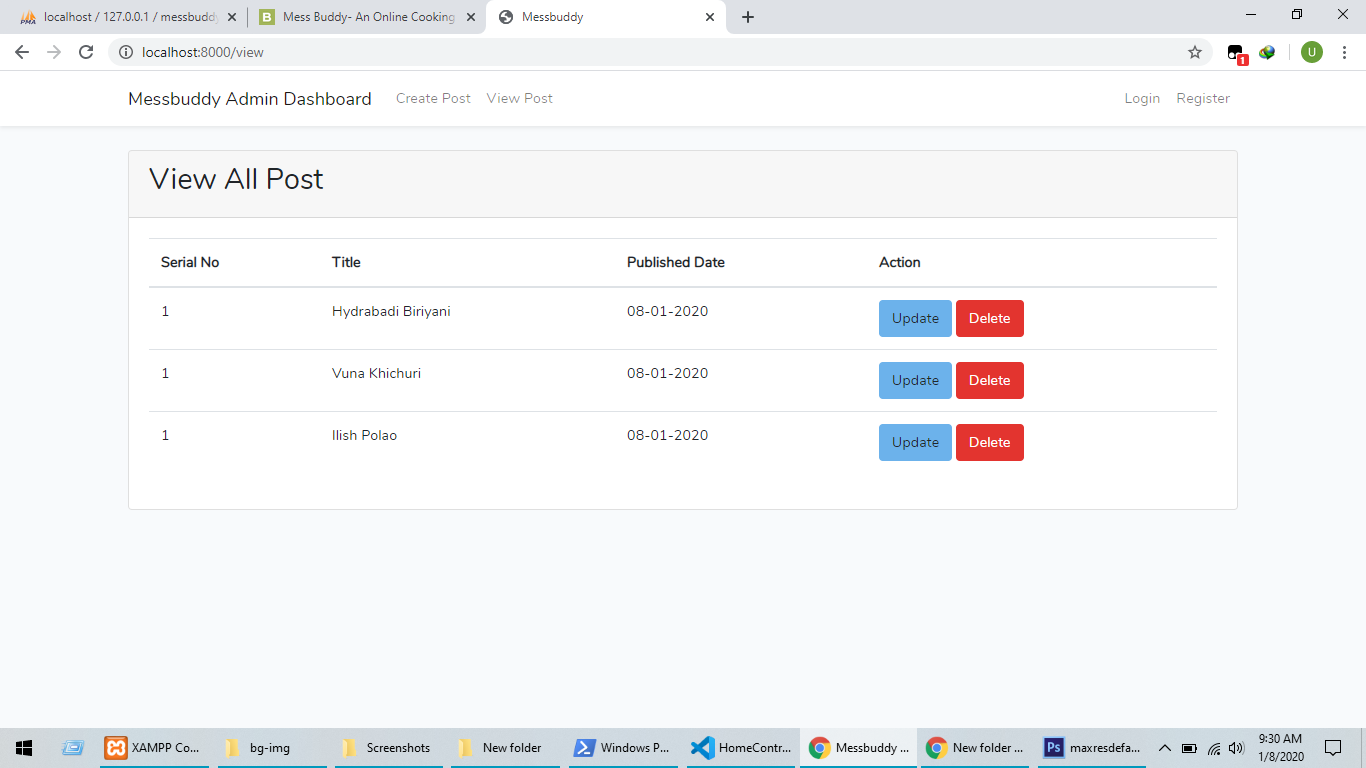 localhost / 127.0.0.1 / messbuddy
Mess Buddy- An Online Cooking
Messbuddy
localhost:8000/view
1
U
Messbuddy Admin Dashboard Create Post View Post Login Register
View All Post
Serial No Title Published Date Action
1 Hydrabadi Biriyani 08-01-2020 Update Delete
1 Vuna Khichuri 08-01-2020 Update Delete
1 Ilish Polao 08-01-2020 Update Delete
XAMPP Co... bg-img Screenshots New folder Windows P... HomeContr... Messbuddy ... New folder ... Ps maxresdefa... 9:30 AM
1/8/2020